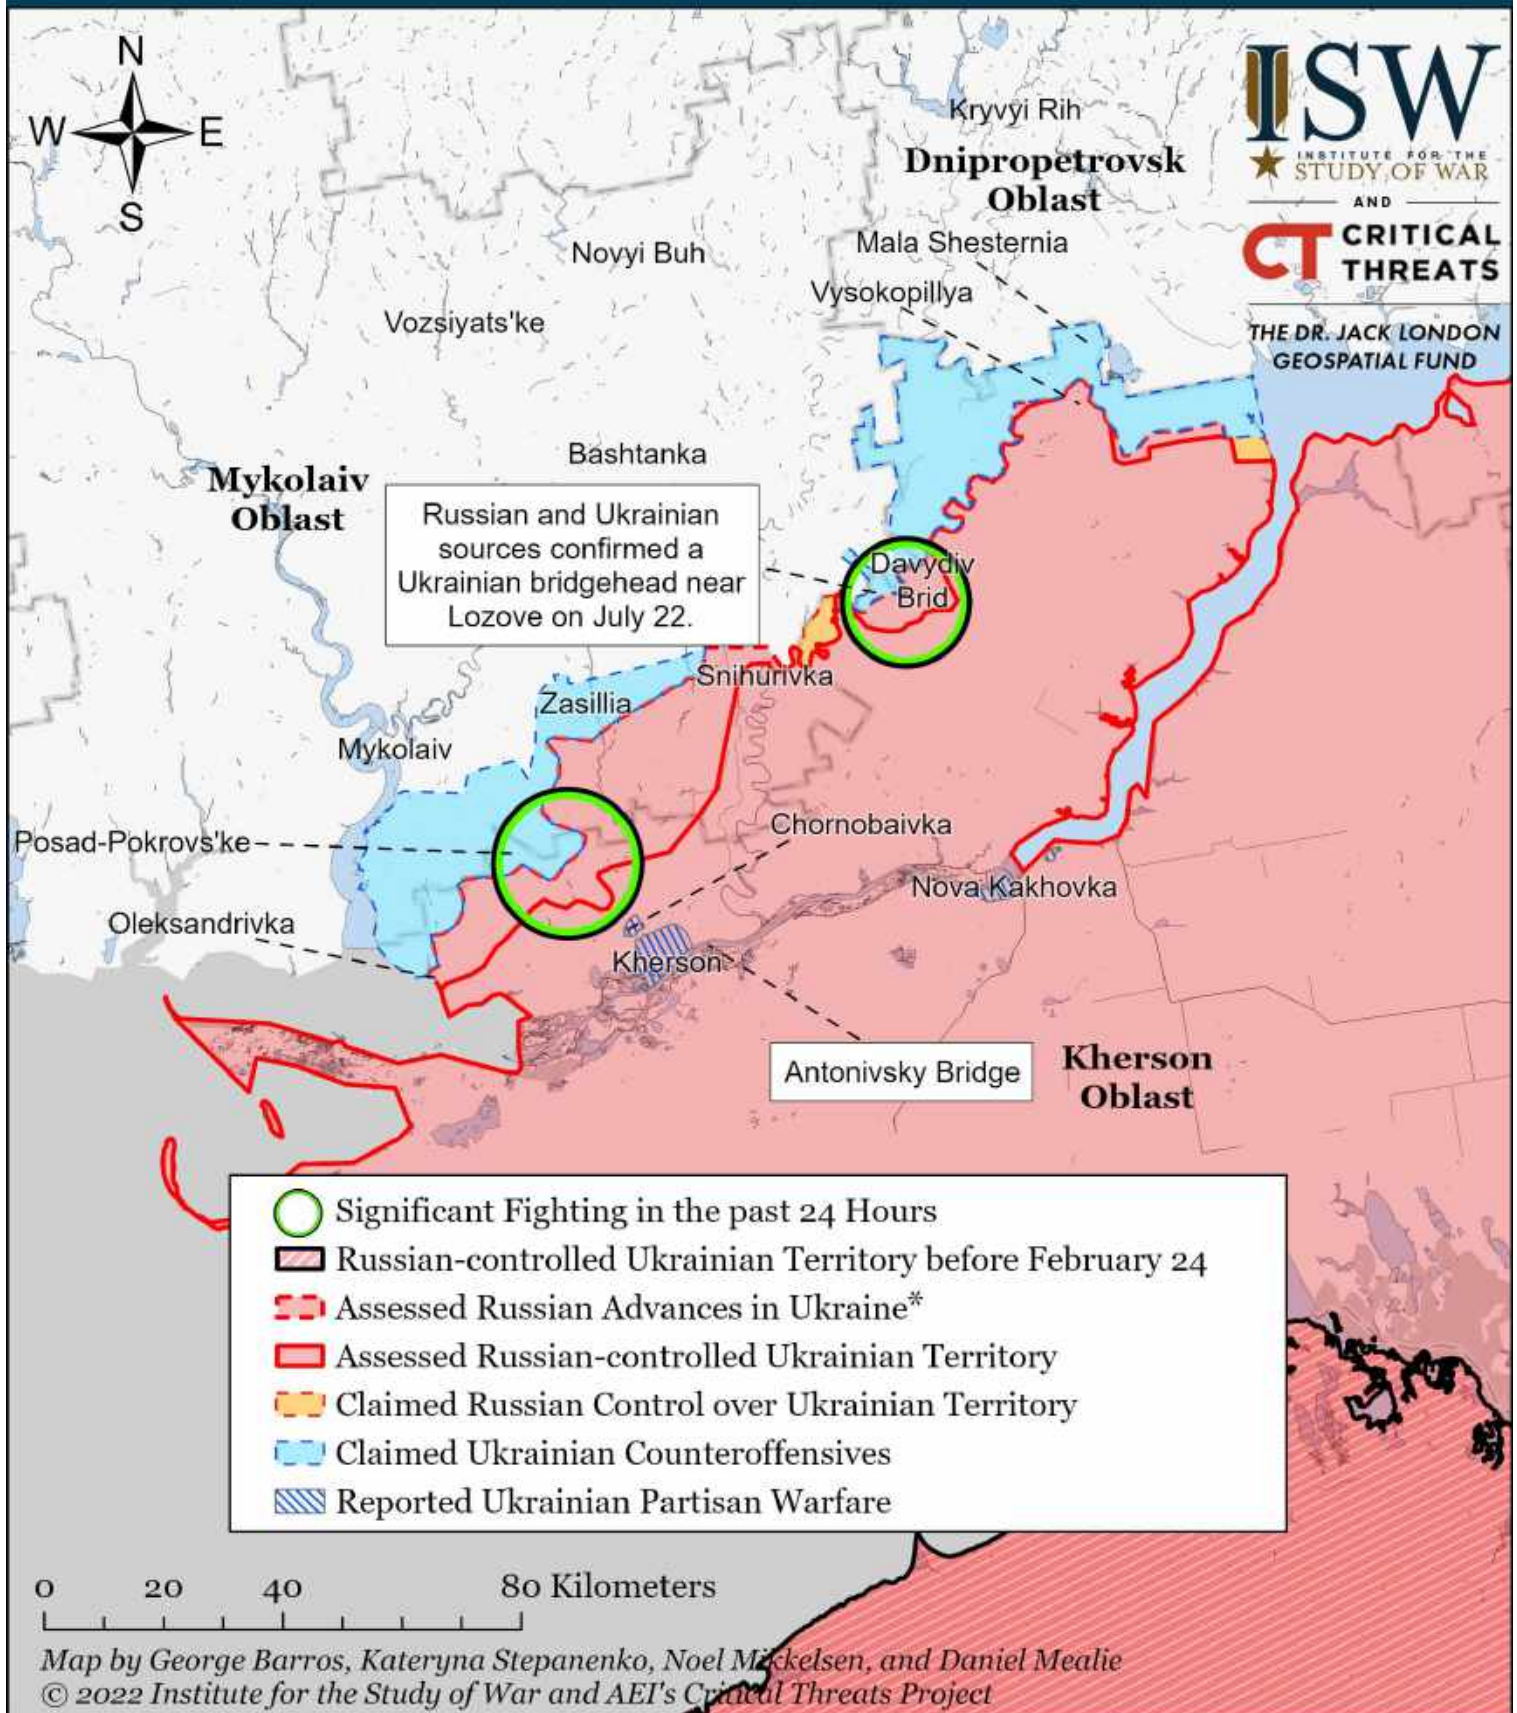 N
W E
S
ISW
INSTITUTE FOR THE
STUDY OF WAR
AND
CT CRITICAL
THREATS
THE DR. JACK LONDON
GEOSPATIAL FUND
Kryvyi Rih
Dnipropetrovsk
Oblast
Mala Shesternia
Novyi Buh
Vysokopillya
Vozsiyats'ke
Bashtanka
Mykolaiv
Oblast
Russian and Ukrainian
sources confirmed a
Ukrainian bridgehead near
Lozove on July 22.
Davydiv
Brid
Snihurivka
Zasillia
Mykolaiv
Chornobaivka
Posad-Pokrovs'ke
Nova Kakhovka
Oleksandrivka
Kherson
Antonivsky Bridge
Kherson
Oblast
Significant Fighting in the past 24 Hours
Russian-controlled Ukrainian Territory before February 24
Assessed Russian Advances in Ukraine*
Assessed Russian-controlled Ukrainian Territory
Claimed Russian Control over Ukrainian Territory
Claimed Ukrainian Counteroffensives
Reported Ukrainian Partisan Warfare
0 20 40 80 Kilometers
Map by George Barros, Kateryna Stepanenko, Noel Mikkelsen, and Daniel Mealie
© 2022 Institute for the Study of War and AEI's Critical Threats Project